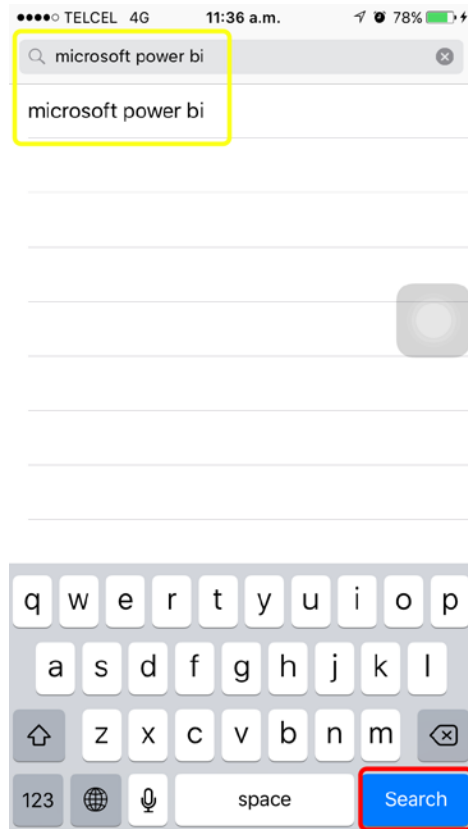 TELCEL 4G 11:36 a.m. 78%
microsoft power bi
microsoft power bi
q w e r t y u i o p
a s d f g h j k l
z x c v b n m
123 space Search